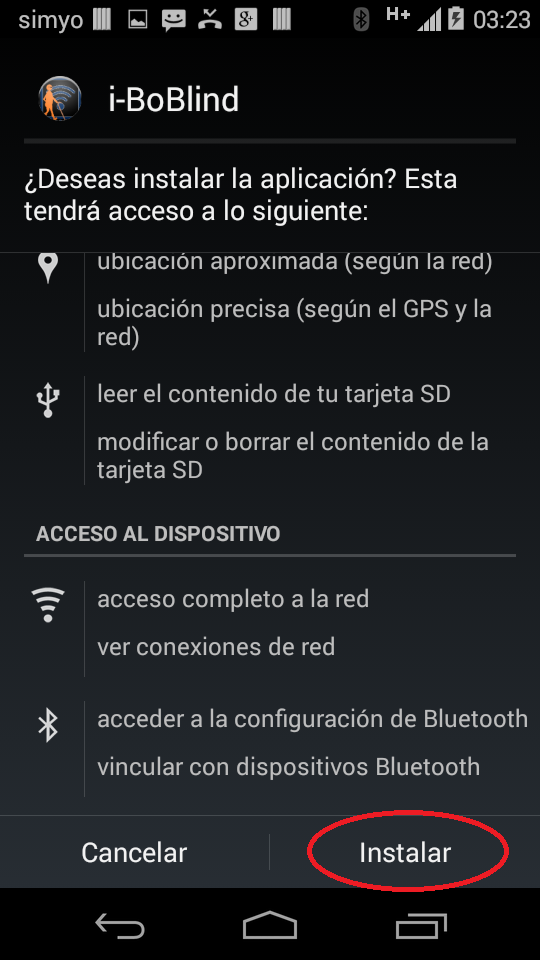 simyo H+ 03:23
i-BoBlind
¿Deseas instalar la aplicación? Esta
tendrá acceso a lo siguiente:
ubicación aproximada (según la red)
ubicación precisa (según el GPS y la
red)
leer el contenido de tu tarjeta SD
modificar o borrar el contenido de la
tarjeta SD
ACCESO AL DISPOSITIVO
acceso completo a la red
ver conexiones de red
acceder a la configuración de Bluetooth
vincular con dispositivos Bluetooth
Cancelar Instalar